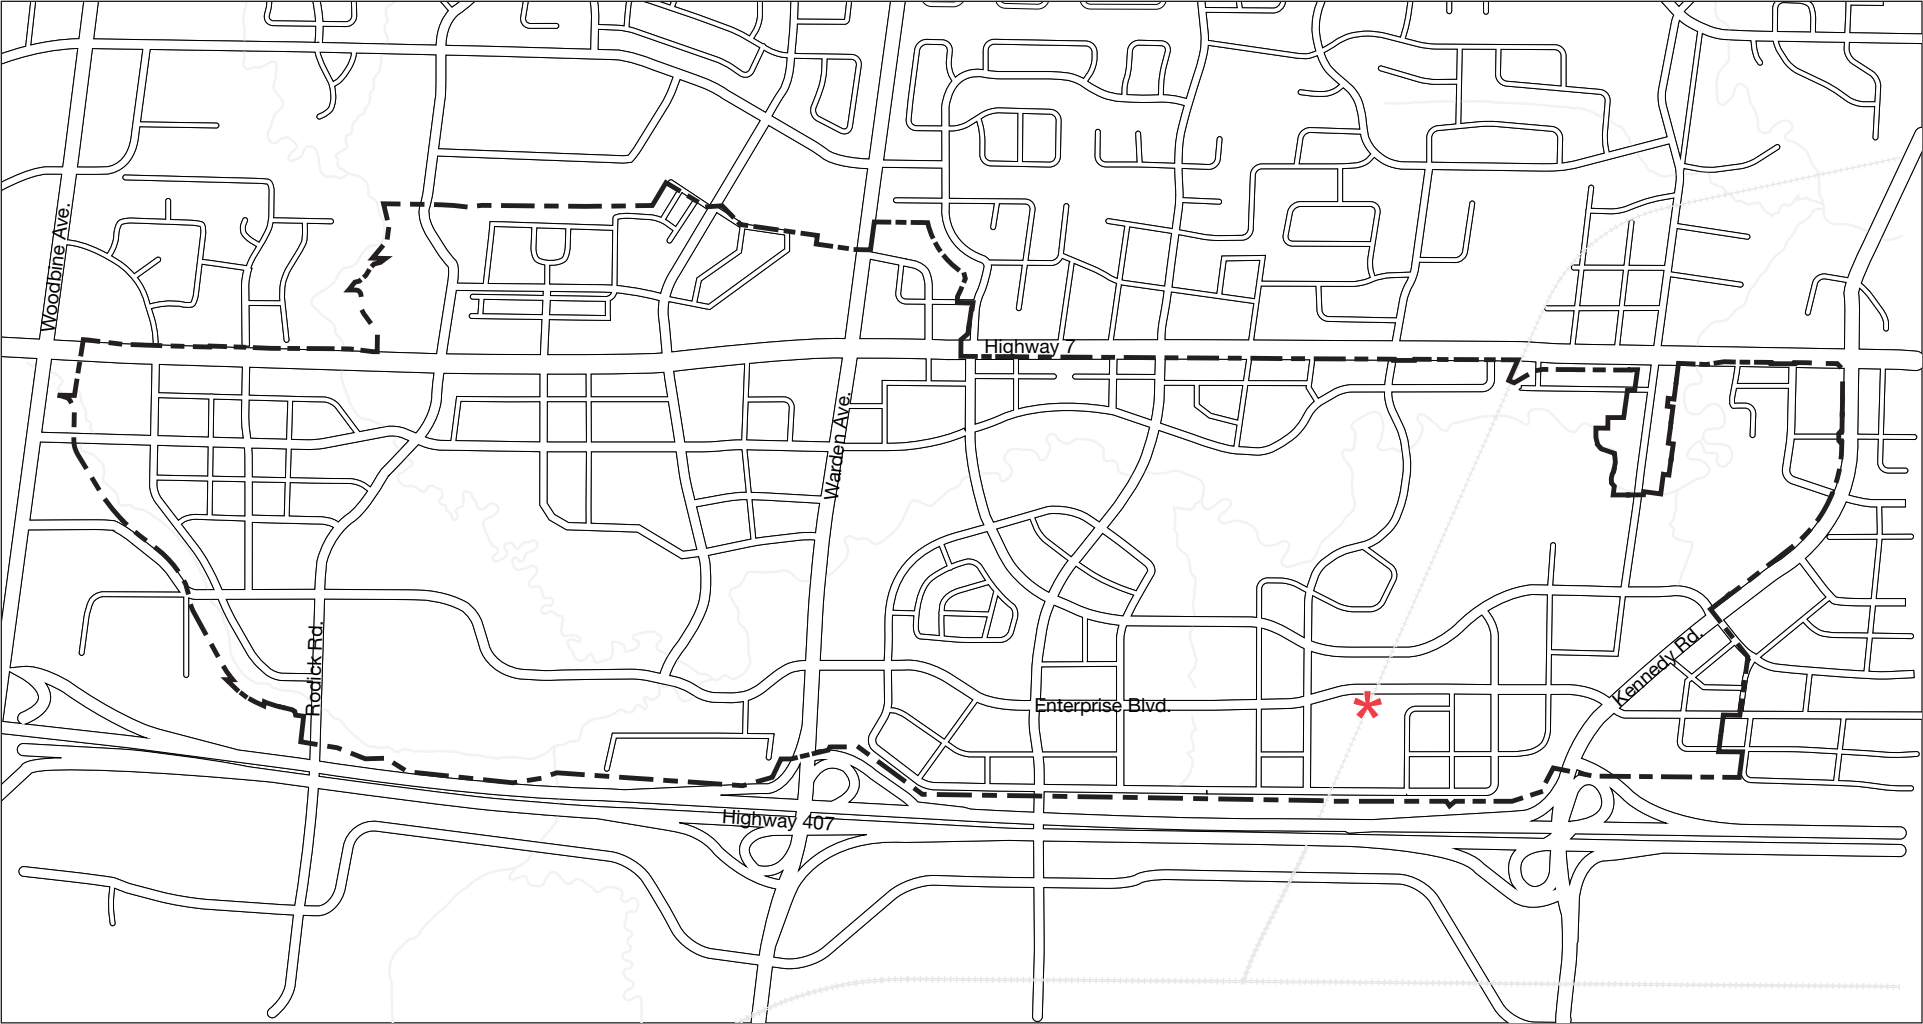 Woodbine Ave.
Highway 7
Warden Ave.
Rodick Rd.
Kennedy Rd.
Enterprise Blvd.
*
Highway 407